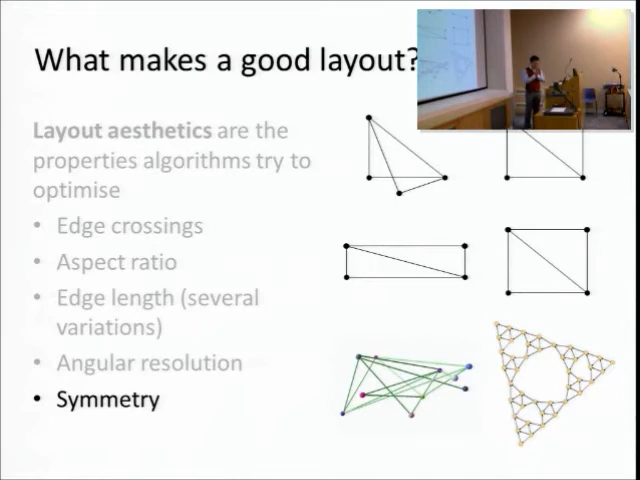 What makes a good layout?
Layout aesthetics are the
properties algorithms try to
optimise
• Edge crossings
• Aspect ratio
• Edge length (several
variations)
• Angular resolution
• Symmetry